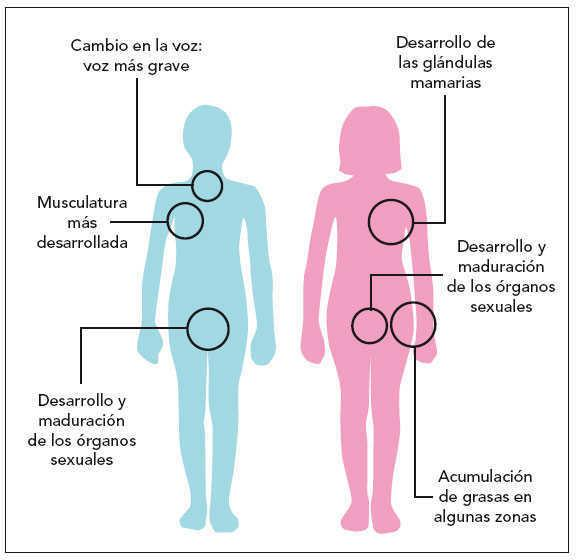 Cambio en la voz:
voz más grave
Musculatura
más
desarrollada
Desarrollo y
maduración
de los órganos
sexuales
Desarrollo de
las glándulas
mamarias
Desarrollo y
maduración
de los órganos
sexuales
Acumulación
de grasas en
algunas zonas